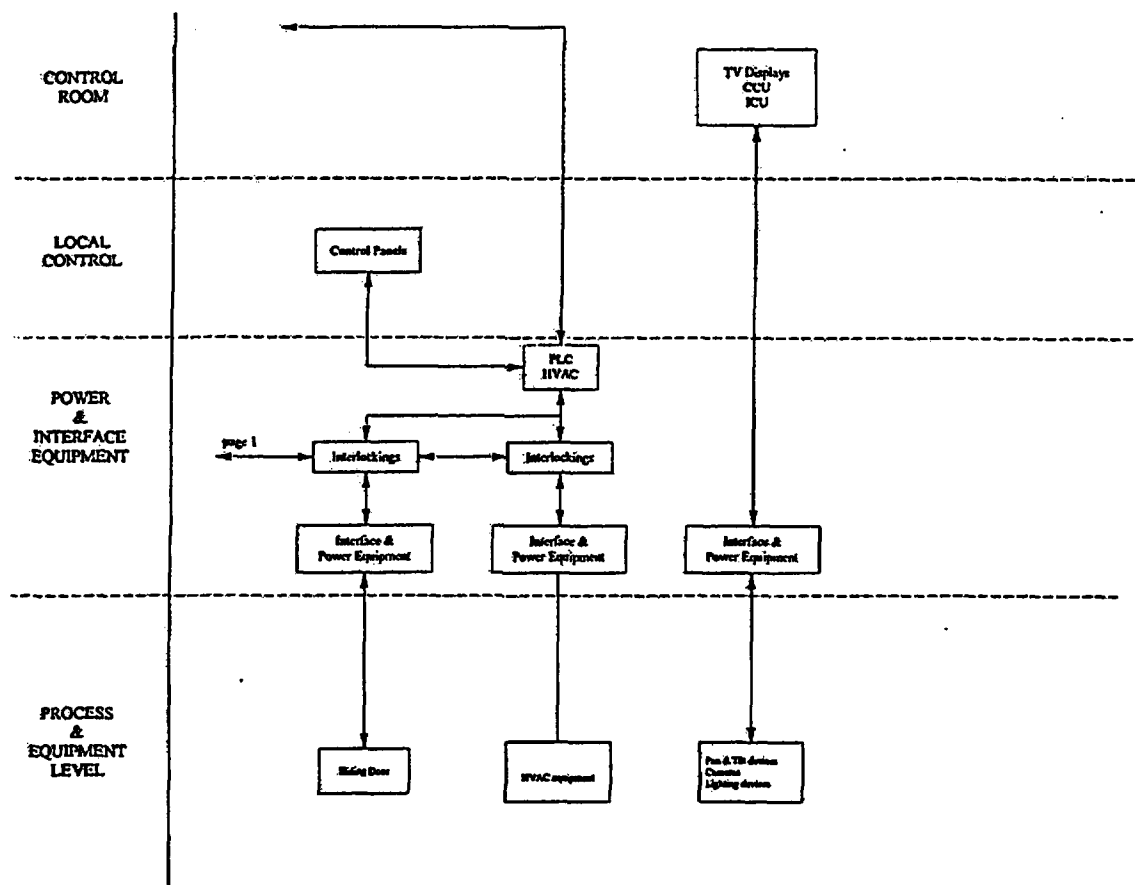 CONTROL
ROOM
TV Displays
CCU
ICU
LOCAL
CONTROL
Control Panels
PLC
HVAC
POWER
&
INTERFACE
EQUIPMENT
page 1
Interlockings
Interlockings
Interface &
Power Equipment
Interface &
Power Equipment
Interface &
Power Equipment
PROCESS
&
EQUIPMENT
LEVEL
Sliding Door
HVAC equipment
Pan & Tilt devices
Cameras
Lighting devices